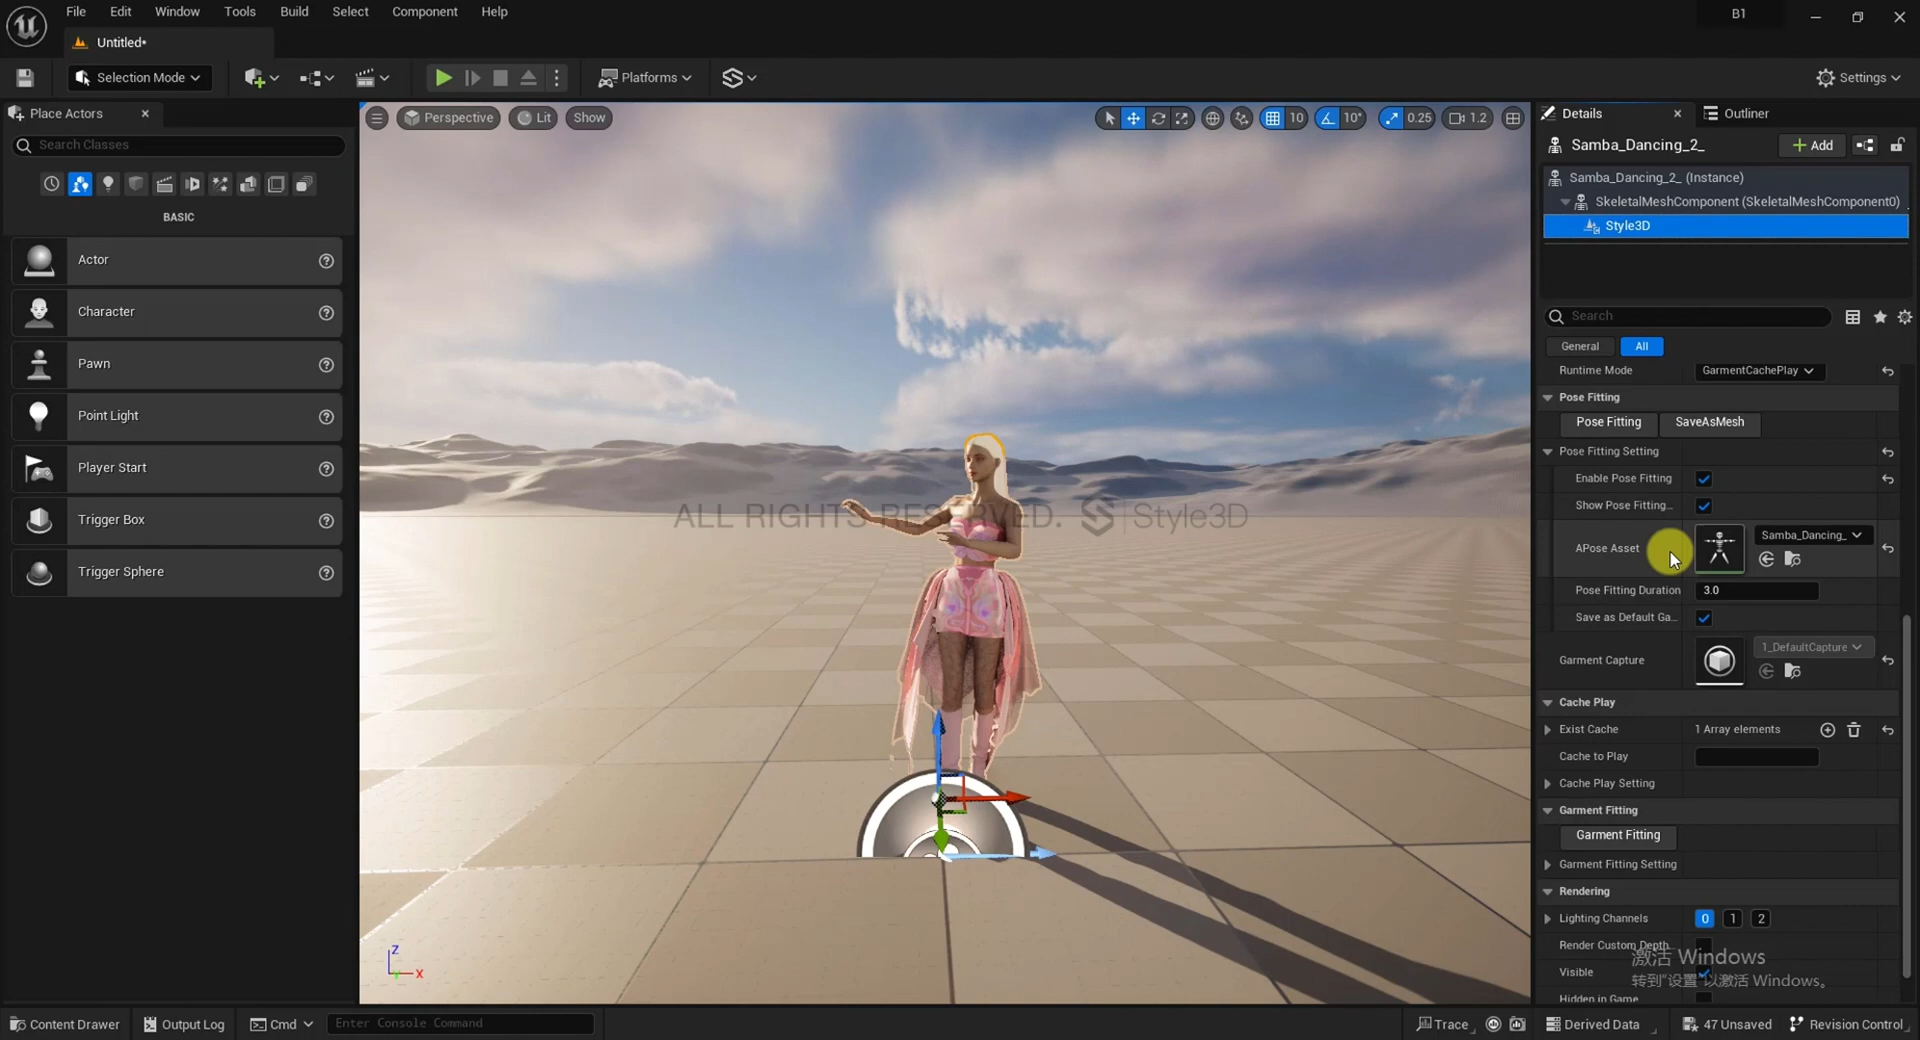 File Edit Window Tools Build Select Component Help
B1
Untitled•
Selection Mode
Platforms
Settings
Place Actors
Search Classes
BASIC
Actor
Character
Pawn
Point Light
Player Start
Trigger Box
Trigger Sphere
Perspective
Lit
Show
10
10°
0.25
1.2
ALL RIGHTS RESERVED. Style3D
Z
X
Details
Outliner
Samba_Dancing_2_
Add
Samba_Dancing_2_ (Instance)
SkeletalMeshComponent (SkeletalMeshComponent0)
Style3D
Search
General
All
Runtime Mode GarmentCachePlay
Pose Fitting
Pose Fitting SaveAsMesh
Pose Fitting Setting
Enable Pose Fitting
Show Pose Fitting...
APose Asset Samba_Dancing_
Pose Fitting Duration 3.0
Save as Default Ga...
Garment Capture 1_DefaultCapture
Cache Play
Exist Cache 1 Array elements
Cache to Play
Cache Play Setting
Garment Fitting
Garment Fitting
Garment Fitting Setting
Rendering
Lighting Channels 0 1 2
Render Custom Depth
激活 Windows
Visible
转到"设置"以激活 Windows。
Hidden in Game
Content Drawer
Output Log
Cmd
Enter Console Command
Trace
Derived Data
47 Unsaved
Revision Control